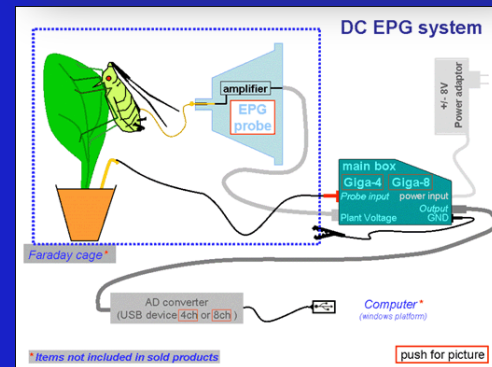 DC EPG system
amplifier
EPG
probe
+/- 8V
Power adaptor
main box
GIga-4 GIga-8
Probe input power input
Output
Plant Voltage GND
Faraday cage*
AD converter
(USB device 4ch or 8ch)
Computer*
(windows platform)
*Items not included in sold products
push for picture